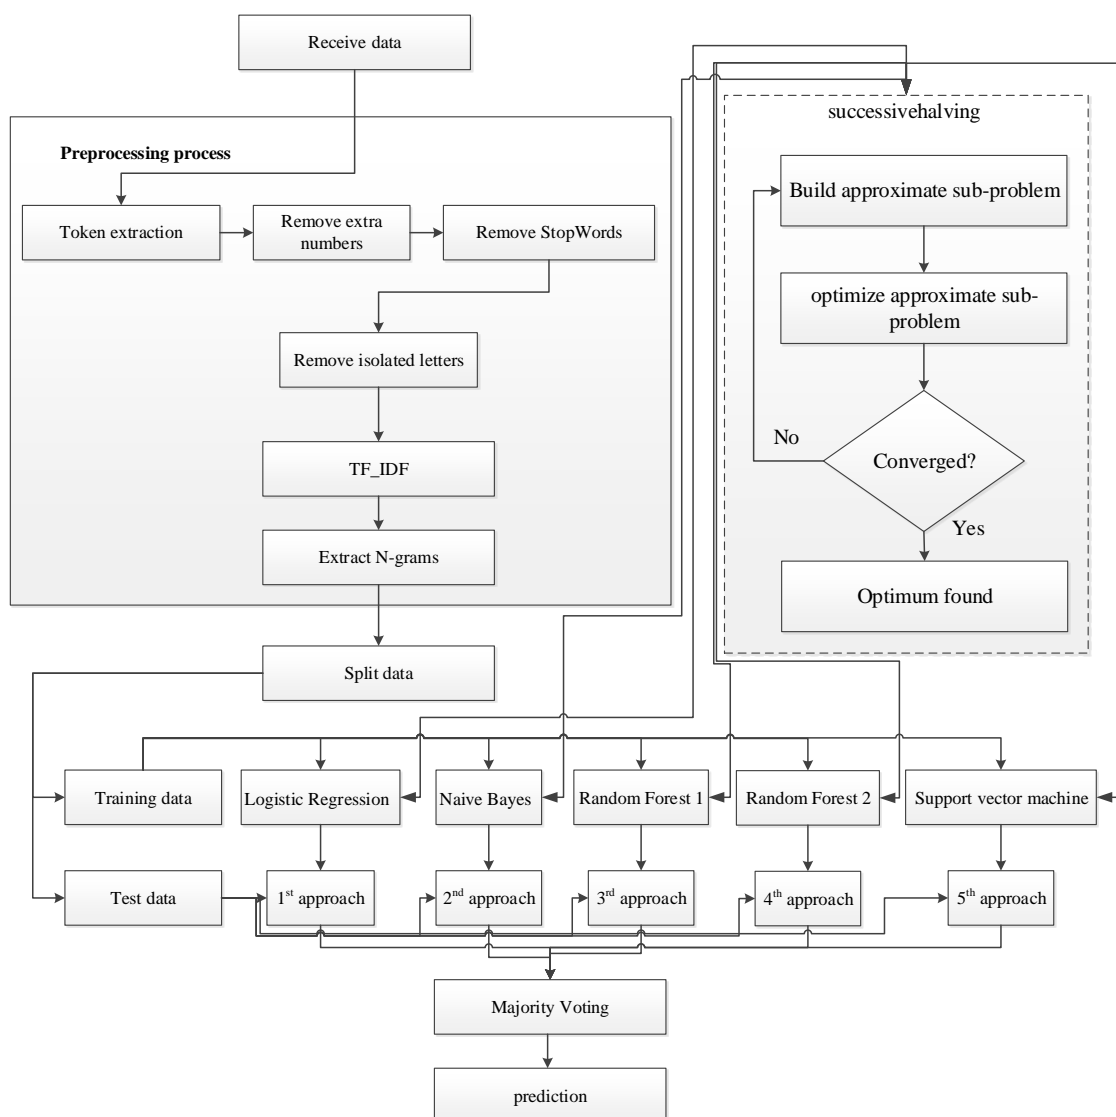 Receive data
Preprocessing process
Token extraction
Remove extra
numbers
Remove StopWords
Remove isolated letters
TF_IDF
Extract N-grams
Split data
successivehalving
Build approximate sub-problem
optimize approximate sub-
problem
Converged?
No
Yes
Optimum found
Training data
Logistic Regression
Naive Bayes
Random Forest 1
Random Forest 2
Support vector machine
Test data
1st approach
2nd approach
3rd approach
4th approach
5th approach
Majority Voting
prediction